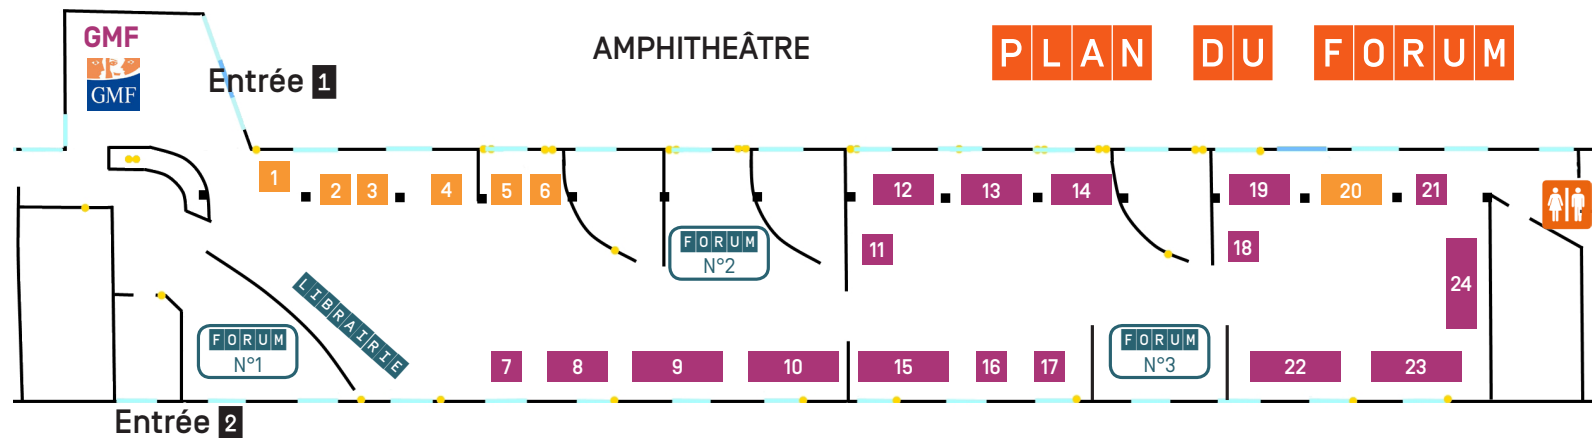 GMF
GMF
Entrée 1
AMPHITHEÂTRE
PLAN DU FORUM
1
2
3
4
5
6
12
13
14
19
20
21
11
18
FORUM
N°2
24
LIBRAIRIE
FORUM
N°1
7
8
9
10
15
16
17
FORUM
N°3
22
23
Entrée 2